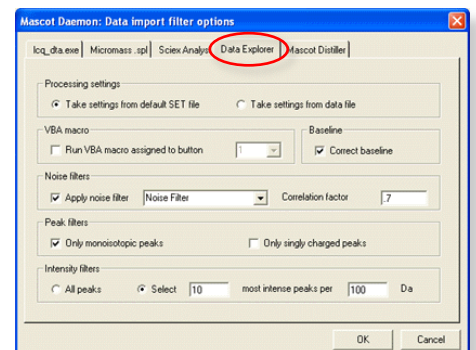 Mascot Daemon: Data import filter options
lcq_dta.exe Micromass .spl Sciex Analyst Data Explorer Mascot Distiller
Processing settings
Take settings from default SET file Take settings from data file
VBA macro Baseline
Run VBA macro assigned to button 1 Correct baseline
Noise filters
Apply noise filter Noise Filter Correlation factor .7
Peak filters
Only monoisotopic peaks Only singly charged peaks
Intensity filters
All peaks Select 10 most intense peaks per 100 Da
OK Cancel